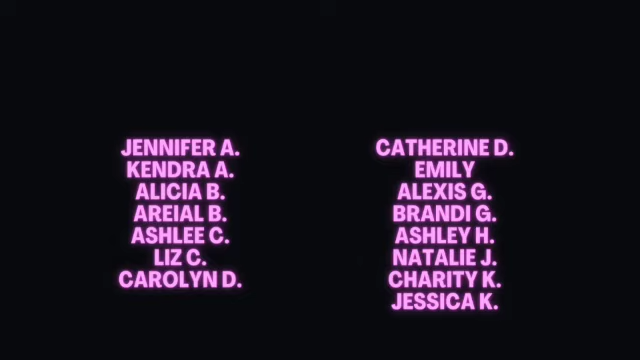 JENNIFER A.
KENDRA A.
ALICIA B.
AREIAL B.
ASHLEE C.
LIZ C.
CAROLYN D.
CATHERINE D.
EMILY
ALEXIS G.
BRANDI G.
ASHLEY H.
NATALIE J.
CHARITY K.
JESSICA K.